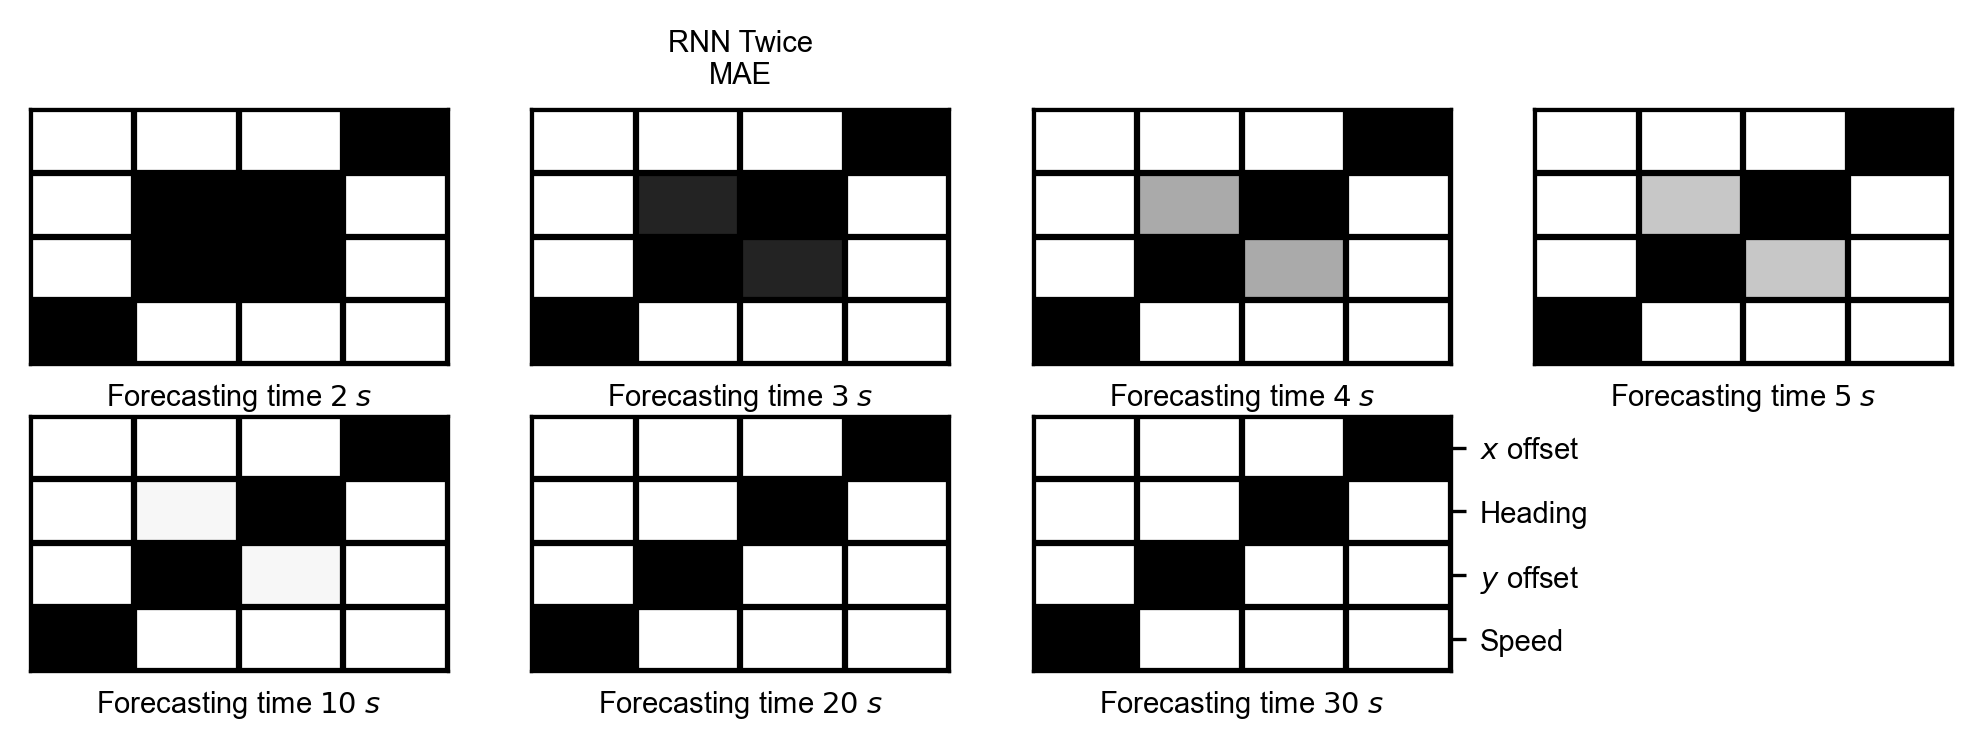 RNN Twice
MAE
Forecasting time 2 s
Forecasting time 3 s
Forecasting time 4 s
Forecasting time 5 s
x offset
Heading
y offset
Speed
Forecasting time 10 s
Forecasting time 20 s
Forecasting time 30 s